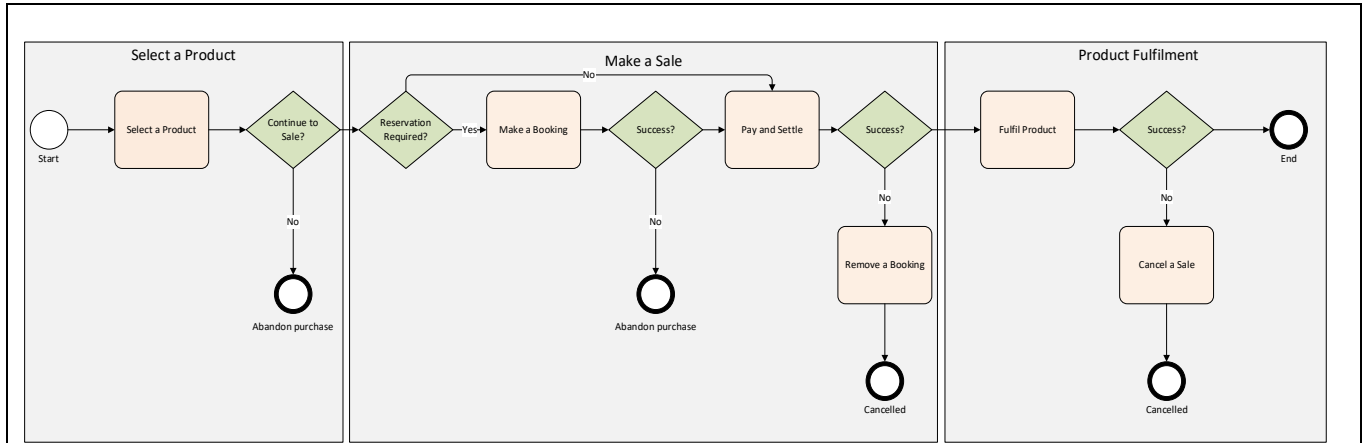 Select a Product
Make a Sale
Product Fulfilment
Start
Select a Product
Continue to
Sale?
No
Abandon purchase
Reservation
Required?
No
Yes
Make a Booking
Success?
No
Abandon purchase
Pay and Settle
Success?
No
Remove a Booking
Cancelled
Fulfil Product
Success?
No
Cancel a Sale
Cancelled
End